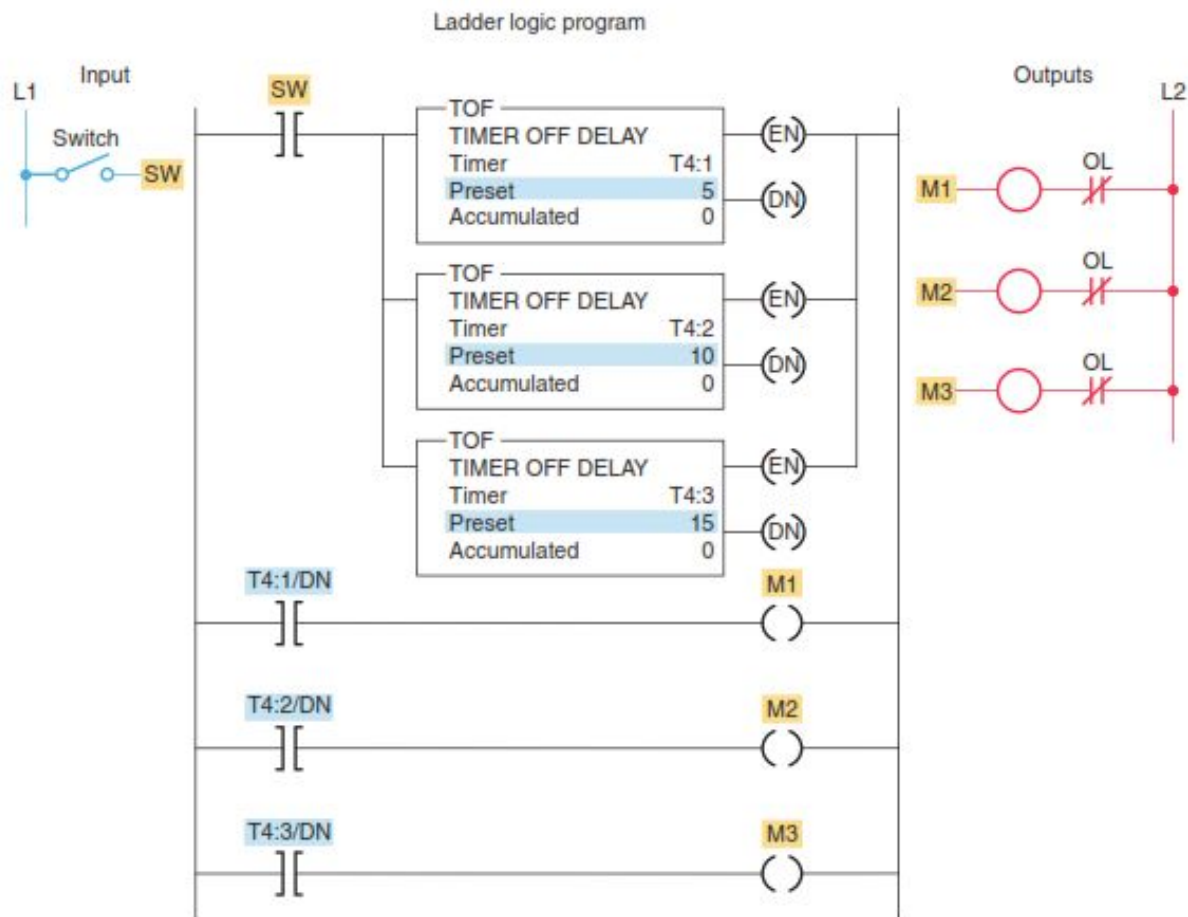 Ladder logic program
Input
L1
Switch
SW
SW
TOF
TIMER OFF DELAY
Timer T4:1
Preset 5
Accumulated 0
EN
DN
TOF
TIMER OFF DELAY
Timer T4:2
Preset 10
Accumulated 0
EN
DN
TOF
TIMER OFF DELAY
Timer T4:3
Preset 15
Accumulated 0
EN
DN
T4:1/DN
M1
T4:2/DN
M2
T4:3/DN
M3
Outputs
L2
OL
M1
OL
M2
OL
M3